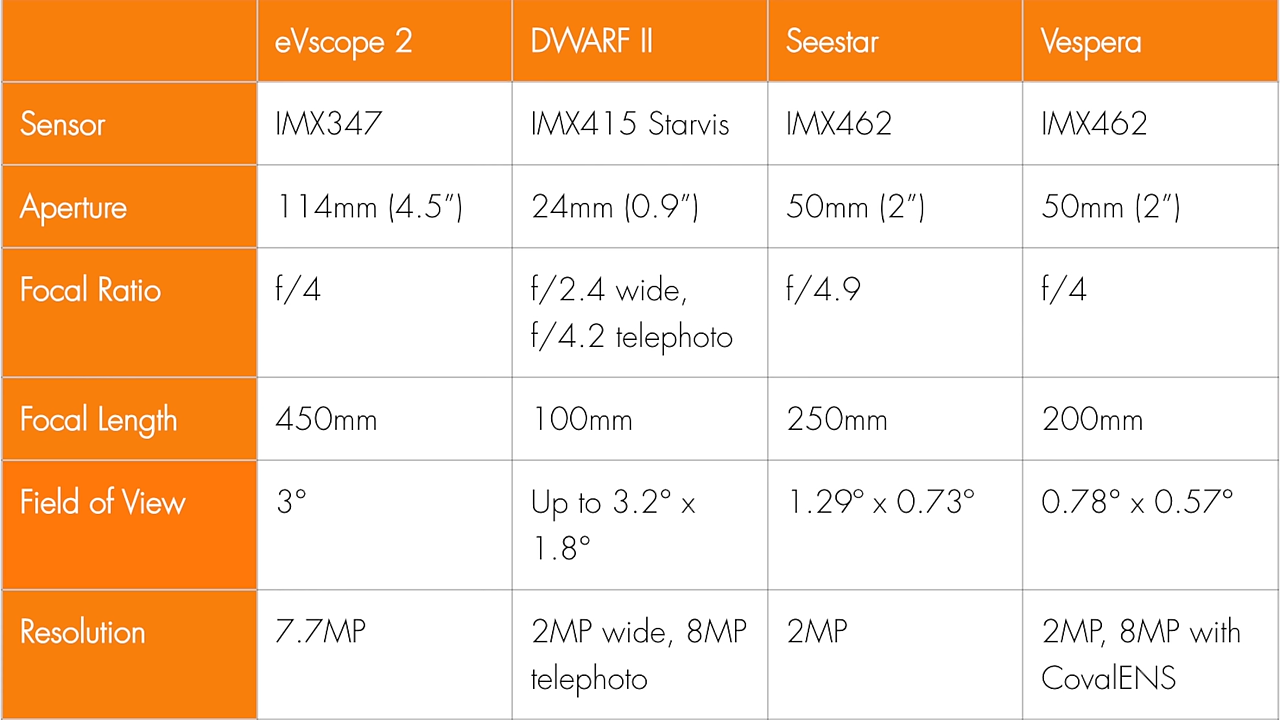 eVscope 2 DWARF II Seestar Vespera
Sensor IMX347 IMX415 Starvis IMX462 IMX462
Aperture 114mm (4.5”) 24mm (0.9”) 50mm (2”) 50mm (2”)
Focal Ratio f/4 f/2.4 wide, f/4.9 f/4
f/4.2 telephoto
Focal Length 450mm 100mm 250mm 200mm
Field of View 3° Up to 3.2° x 1.29° x 0.73° 0.78° x 0.57°
1.8°
Resolution 7.7MP 2MP wide, 8MP 2MP 2MP, 8MP with
telephoto CovalENS